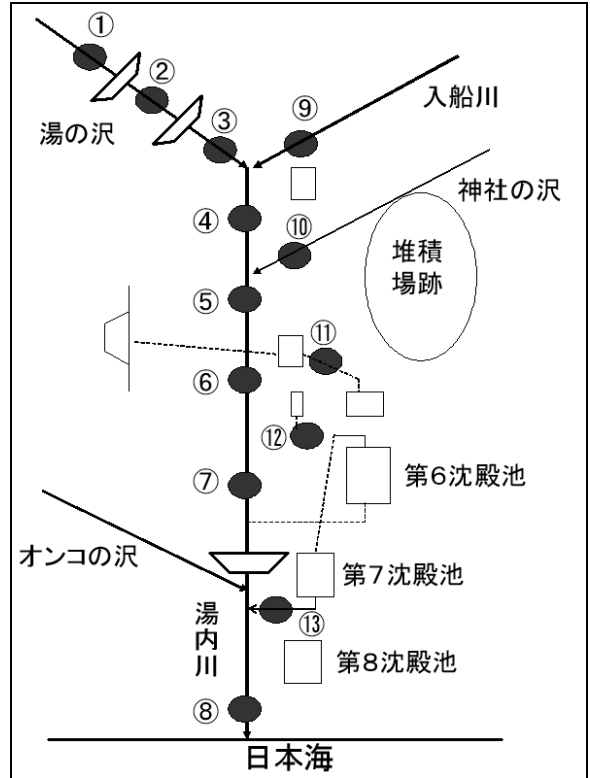 ①
②
③
⑨
入船川
湯の沢
神社の沢
④
⑩
堆積
場跡
⑤
⑪
⑥
⑫
⑦
第6沈殿池
オンコの沢
第7沈殿池
湯内川
⑬
第8沈殿池
⑧
日本海